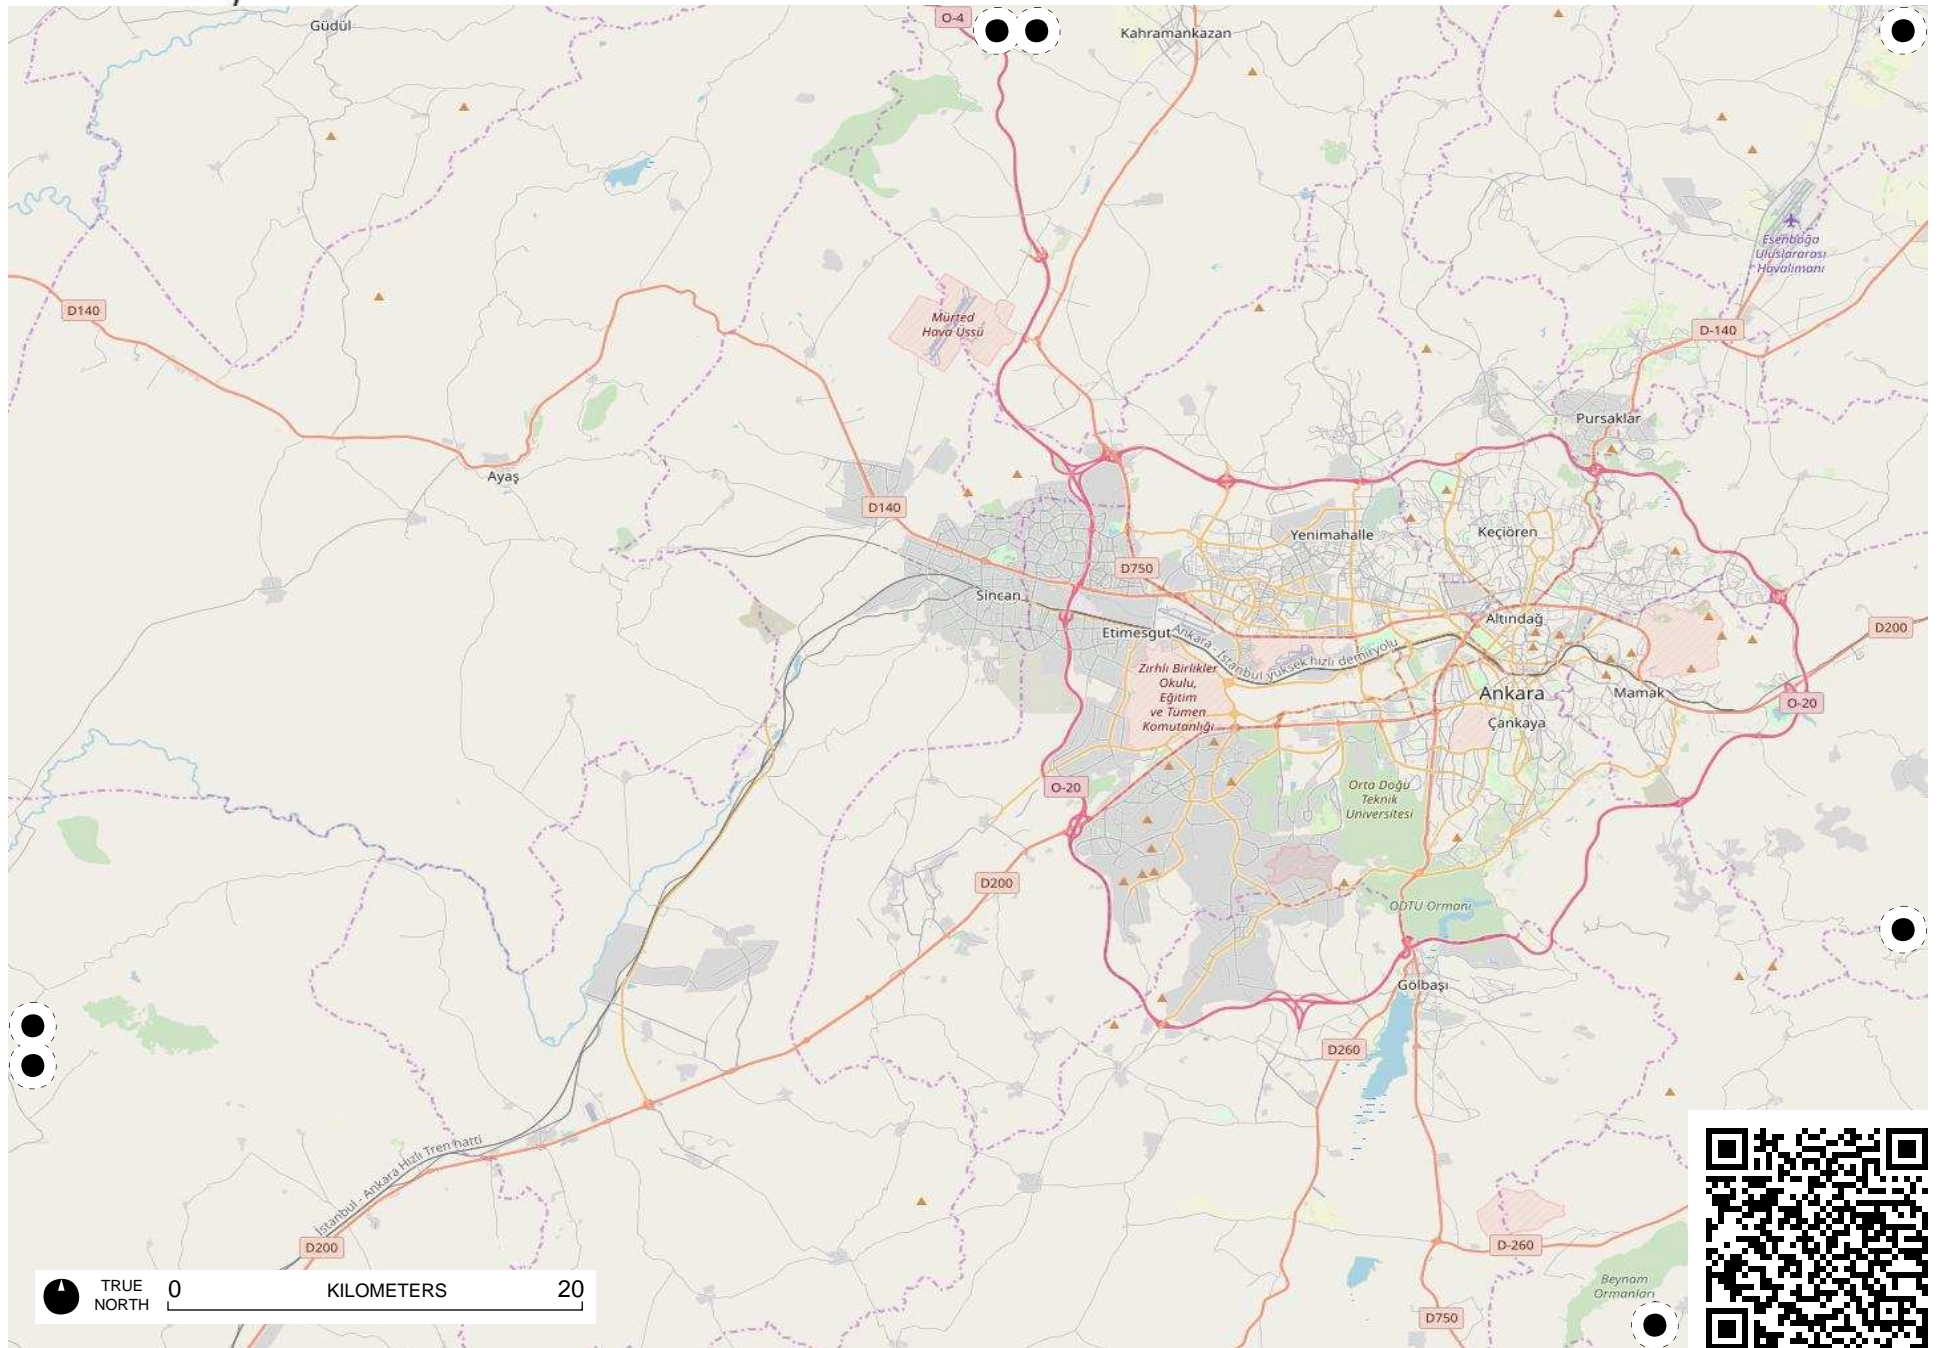 Güdül
O-4
Kahramankazan
Esenboğa
Uluslararası
Havalimanı
D140
Mürted
Hava Üssü
D-140
Pursaklar
Ayaş
D140
Yenimahalle
Keçiören
D750
Sincan
Altındağ
Etimesgut
D200
Ankara - İstanbul yüksek hızlı demiryolu
Zırhlı Birlikler
Okulu,
Eğitim
ve Tümen
Komutanlığı
Ankara
Mamak
O-20
Çankaya
O-20
Orta Doğu
Teknik
Üniversitesi
D200
ODTÜ Ormanı
Gölbaşı
D260
İstanbul - Ankara Hızlı Tren hatti
D200
D-260
Beynam
Ormanları
TRUE
NORTH
0 KILOMETERS 20
D750